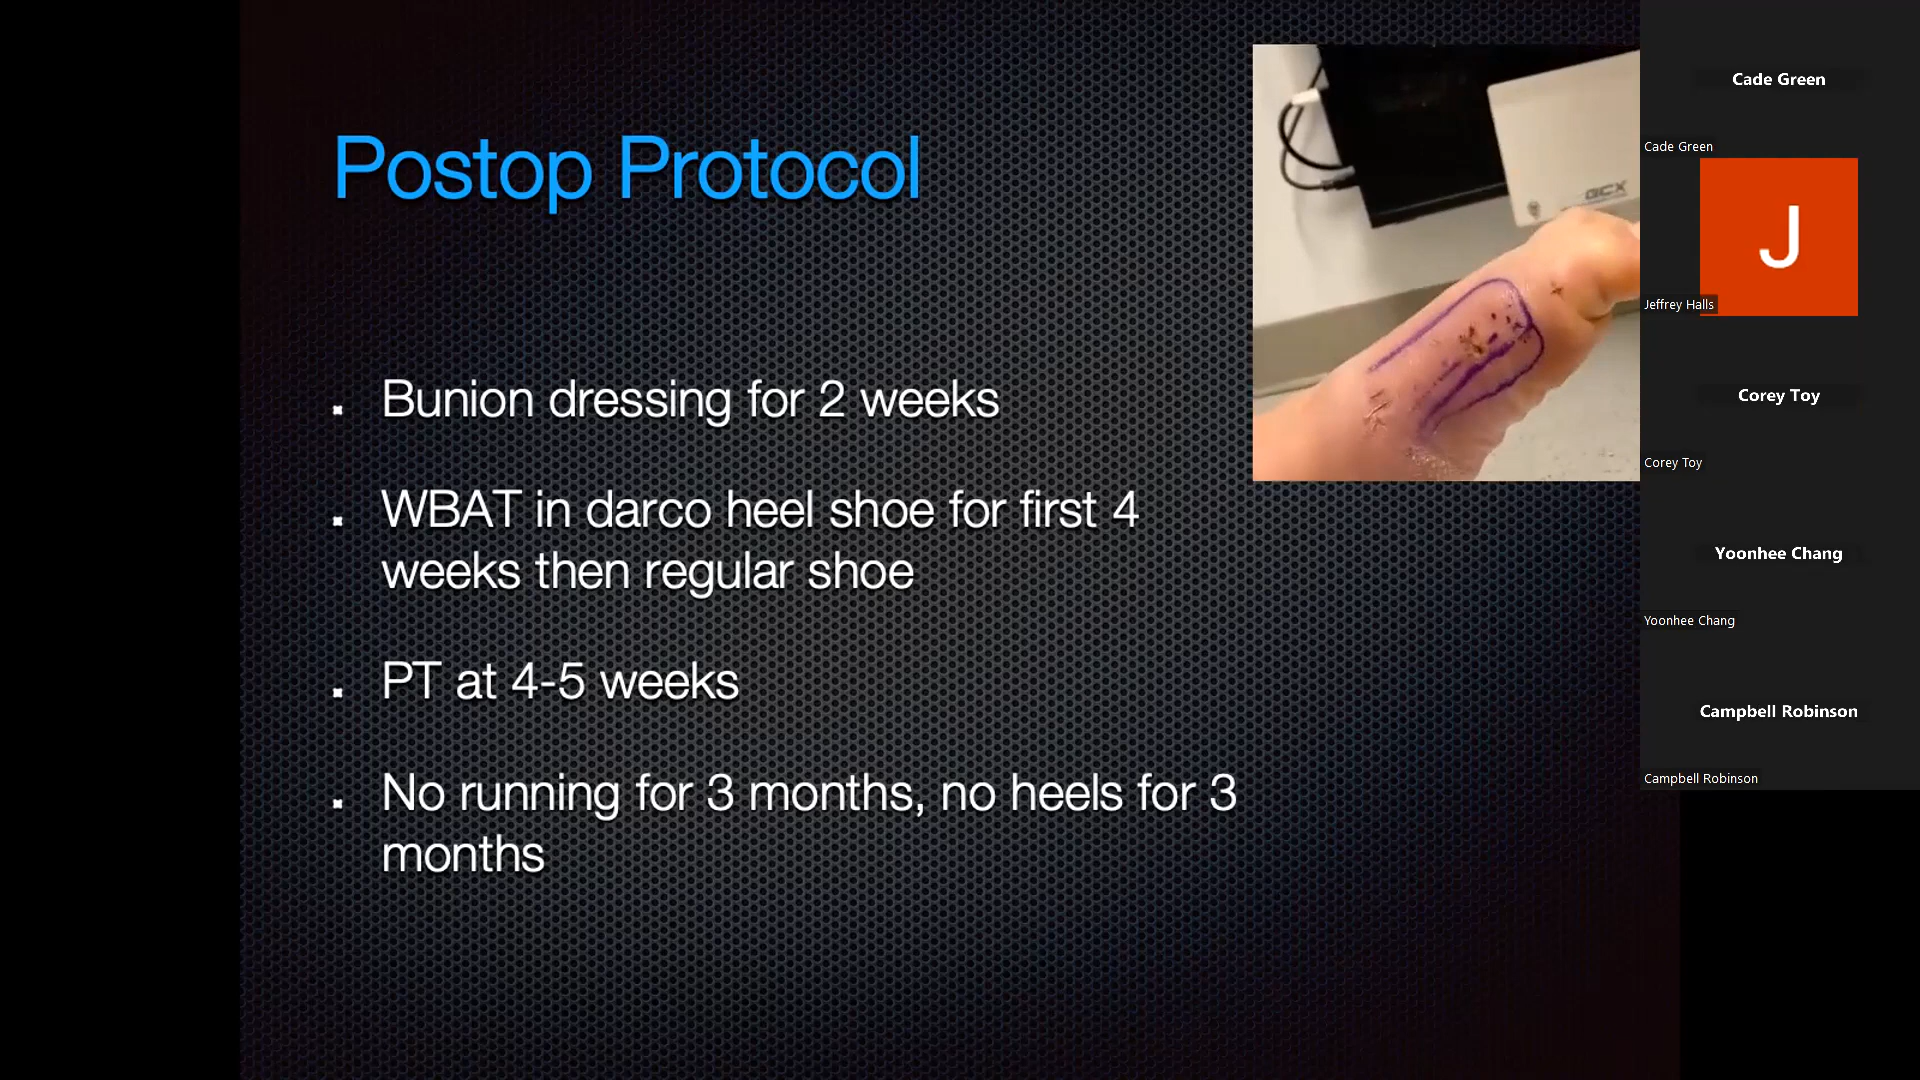 Postop Protocol
Bunion dressing for 2 weeks
WBAT in darco heel shoe for first 4
weeks then regular shoe
PT at 4-5 weeks
No running for 3 months, no heels for 3
months
GCX
Cade Green
Cade Green
J
Jeffrey Halls
Corey Toy
Corey Toy
Yoonhee Chang
Yoonhee Chang
Campbell Robinson
Campbell Robinson